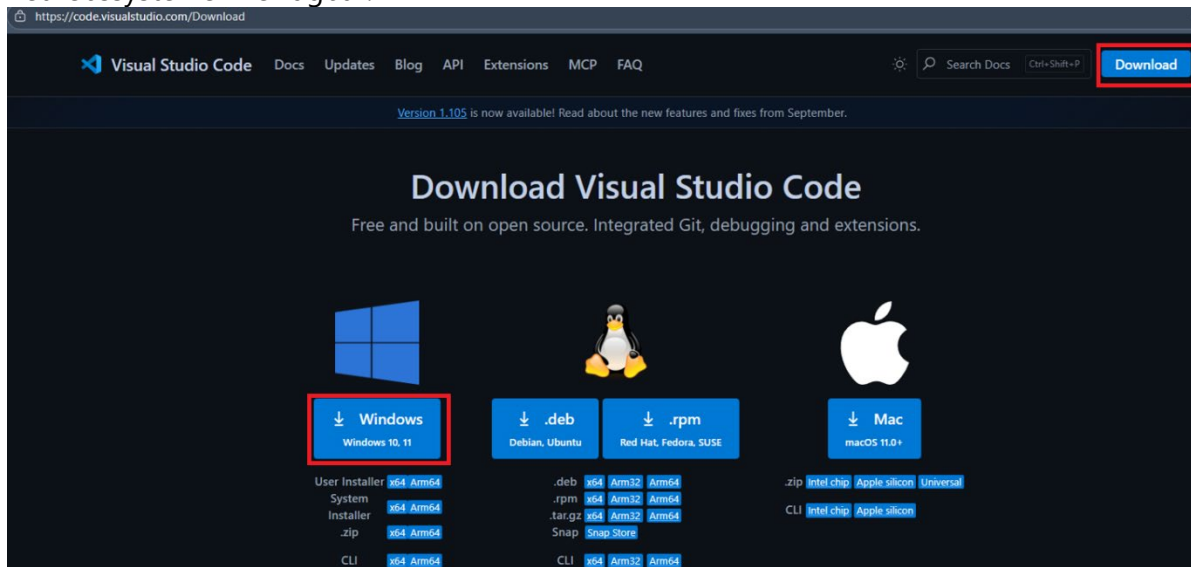 https://code.visualstudio.com/Download
Visual Studio Code Docs Updates Blog API Extensions MCP FAQ Search Docs Ctrl+Shift+P Download
Version 1.105 is now available! Read about the new features and fixes from September.
Download Visual Studio Code
Free and built on open source. Integrated Git, debugging and extensions.
Windows
Windows 10, 11
.deb
Debian, Ubuntu
.rpm
Red Hat, Fedora, SUSE
Mac
macOS 11.0+
User Installer x64 Arm64
System Installer x64 Arm64
.zip x64 Arm64
CLI x64 Arm64
.deb x64 Arm32 Arm64
.rpm x64 Arm32 Arm64
.tar.gz x64 Arm32 Arm64
Snap Snap Store
CLI x64 Arm32 Arm64
.zip Intel chip Apple silicon Universal
CLI Intel chip Apple silicon